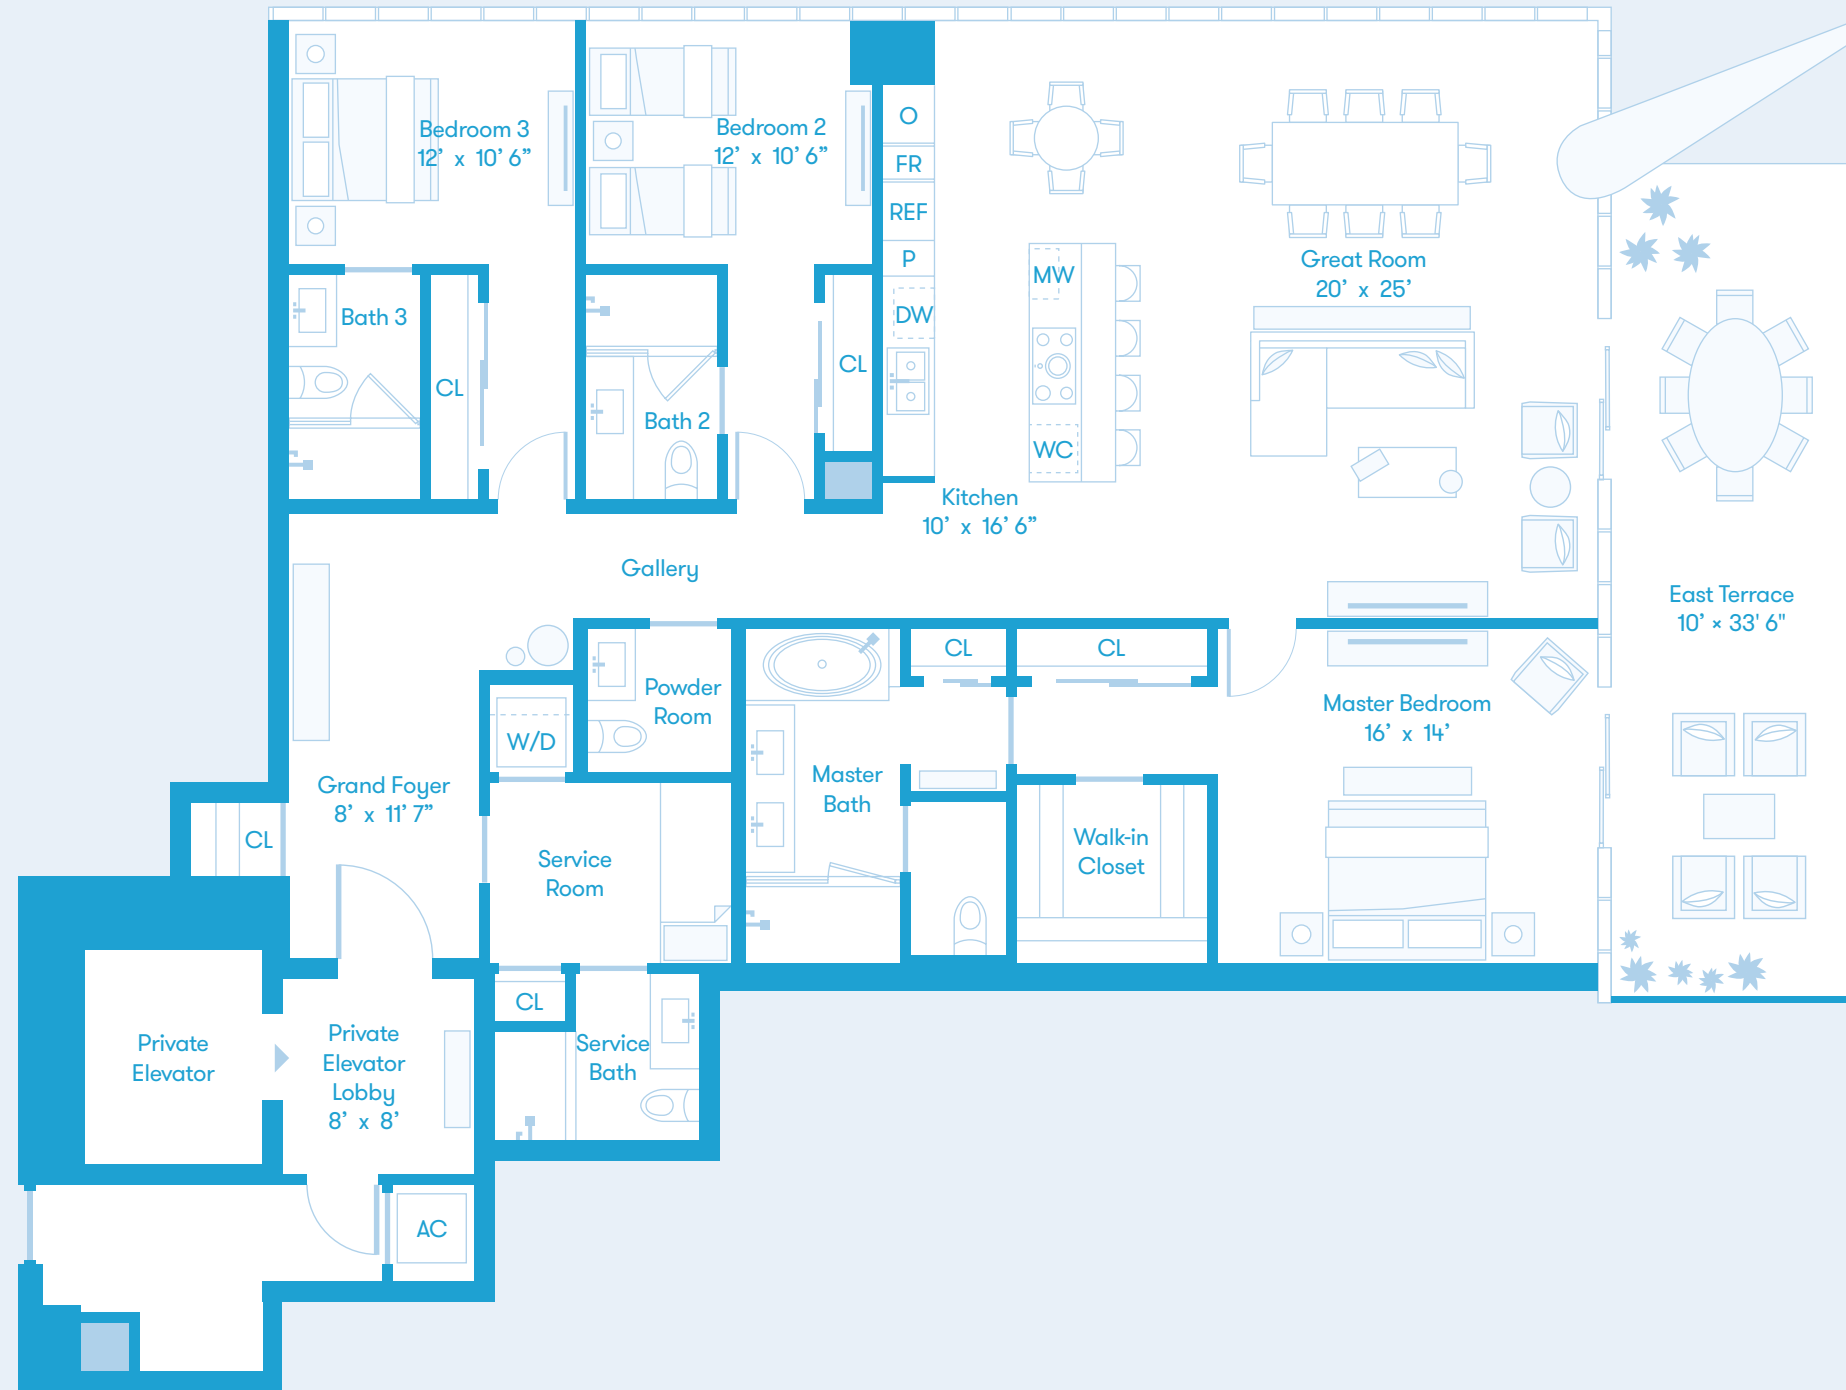 Bedroom 3
12’ x 10’ 6”
Bedroom 2
12’ x 10’ 6”
O
FR
REF
P
DW
MW
WC
Great Room
20’ x 25’
Bath 3
CL
Bath 2
CL
Kitchen
10’ x 16’ 6”
Gallery
East Terrace
10’ × 33' 6"
Powder
Room
W/D
CL
CL
Master Bedroom
16’ x 14’
Grand Foyer
8’ x 11’ 7”
CL
Master
Bath
Service
Room
Walk-in
Closet
CL
Service
Bath
Private
Elevator
Private
Elevator
Lobby
8’ x 8’
AC